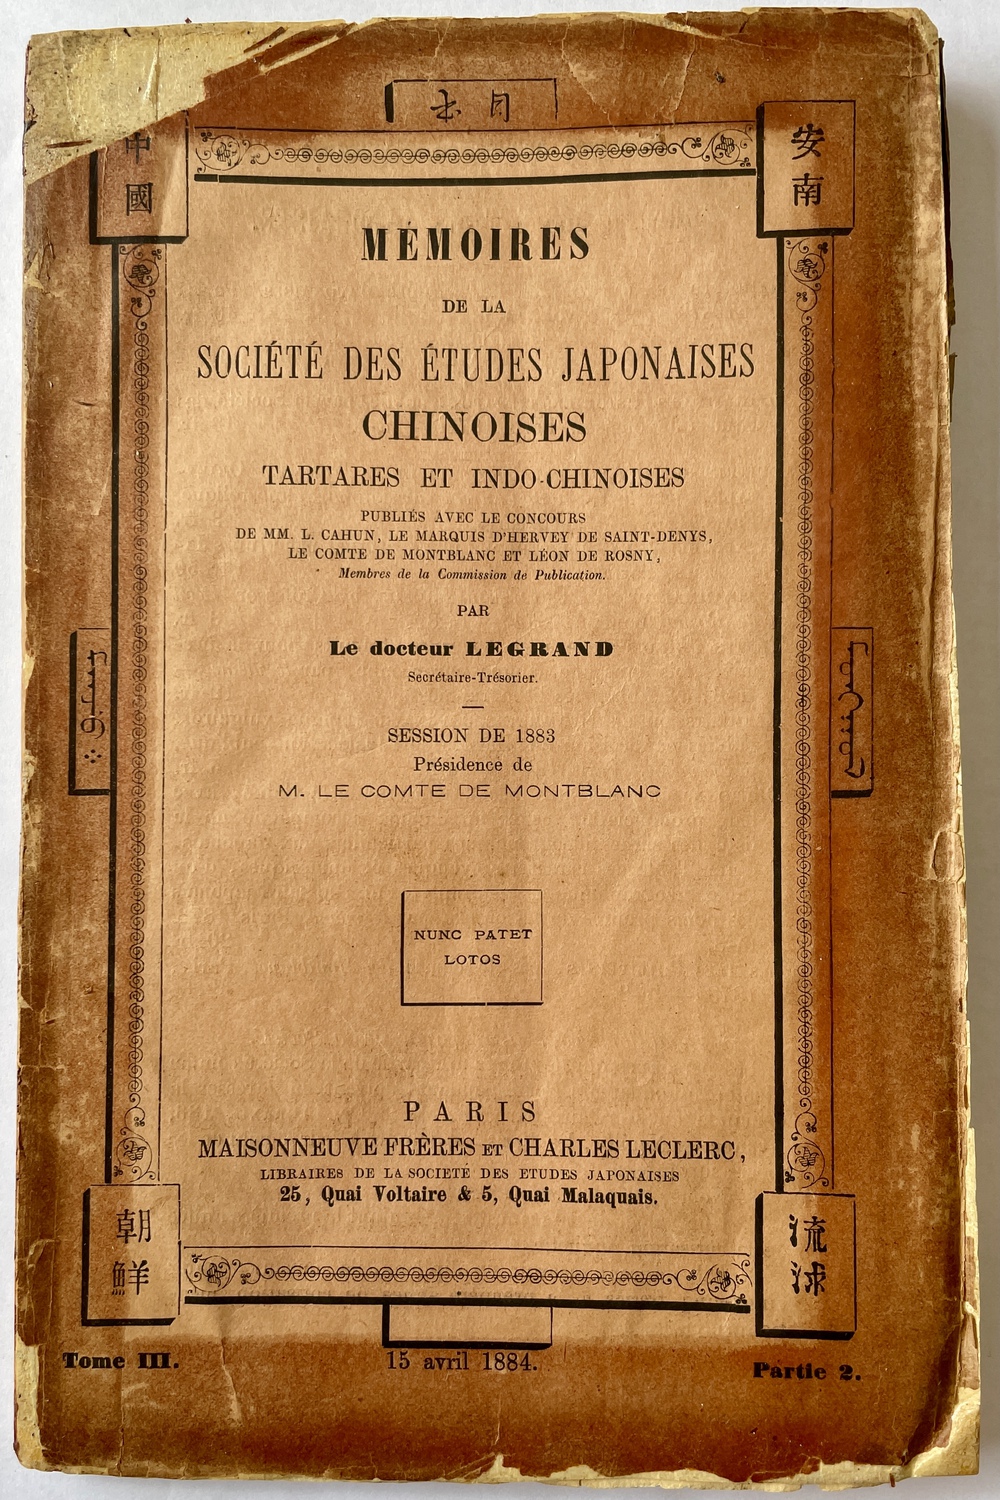 本日
中國
安南
MÉMOIRES
DE LA
SOCIÉTÉ DES ÉTUDES JAPONAISES
CHINOISES
TARTARES ET INDO-CHINOISES
PUBLIÉS AVEC LE CONCOURS
DE MM. L. CAHUN, LE MARQUIS D'HERVEY DE SAINT-DENYS,
LE COMTE DE MONTBLANC ET LÉON DE ROSNY,
Membres de la Commission de Publication.
PAR
Le docteur LEGRAND
Secrétaire-Trésorier.
SESSION DE 1883
Présidence de
M. LE COMTE DE MONTBLANC
NUNC PATET
LOTOS
PARIS
MAISONNEUVE FRÈRES ET CHARLES LECLERC,
LIBRAIRES DE LA SOCIETÉ DES ETUDES JAPONAISES
25, Quai Voltaire & 5, Quai Malaquais.
朝鮮
流球
Tome III.
15 avril 1884.
Partie 2.